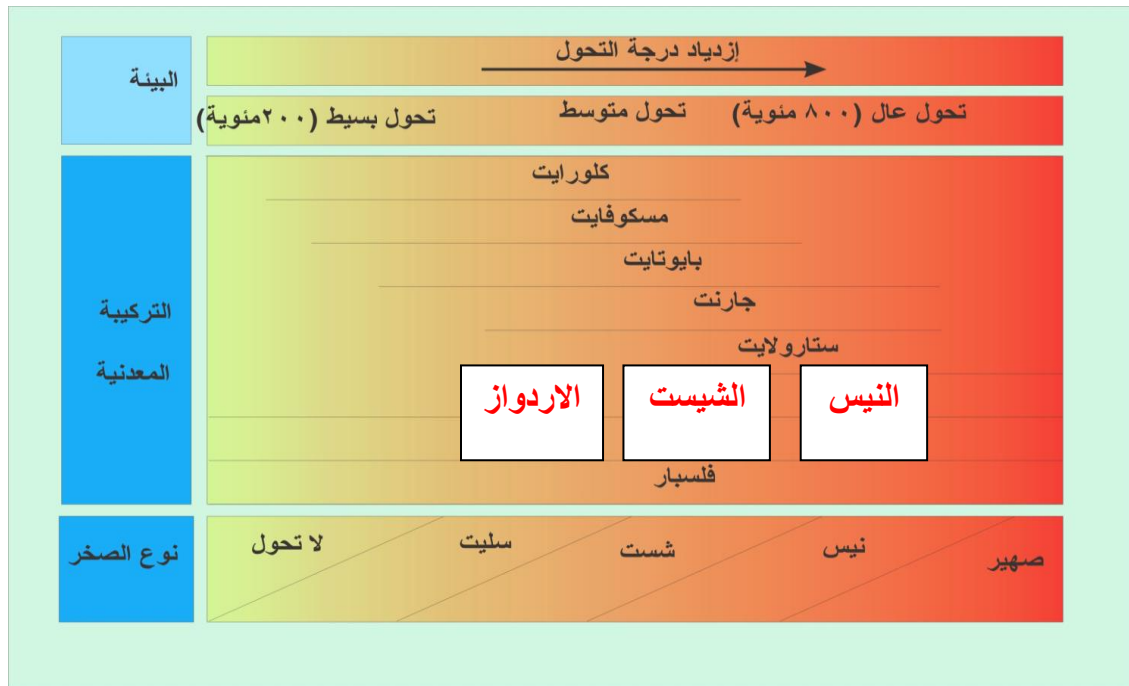 البيئة
إزدياد درجة التحول
تحول عال (٨٠٠ مئوية) تحول متوسط تحول بسيط (٢٠٠مئوية)
التركيبة
المعدنية
كلورايت
مسكوفايت
بايوتايت
جارنت
ستارولايت
النيس
الشيست
الاردواز
فلسبار
نوع الصخر
صهير نيس شست سليت لا تحول